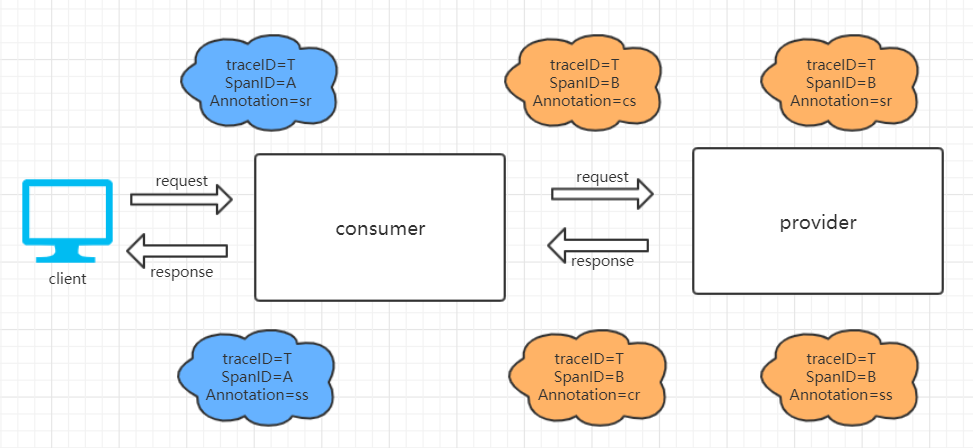 traceID=T
SpanID=A
Annotation=sr
traceID=T
SpanID=B
Annotation=cs
traceID=T
SpanID=B
Annotation=sr
client
request
response
consumer
request
response
provider
traceID=T
SpanID=A
Annotation=ss
traceID=T
SpanID=B
Annotation=cr
traceID=T
SpanID=B
Annotation=ss